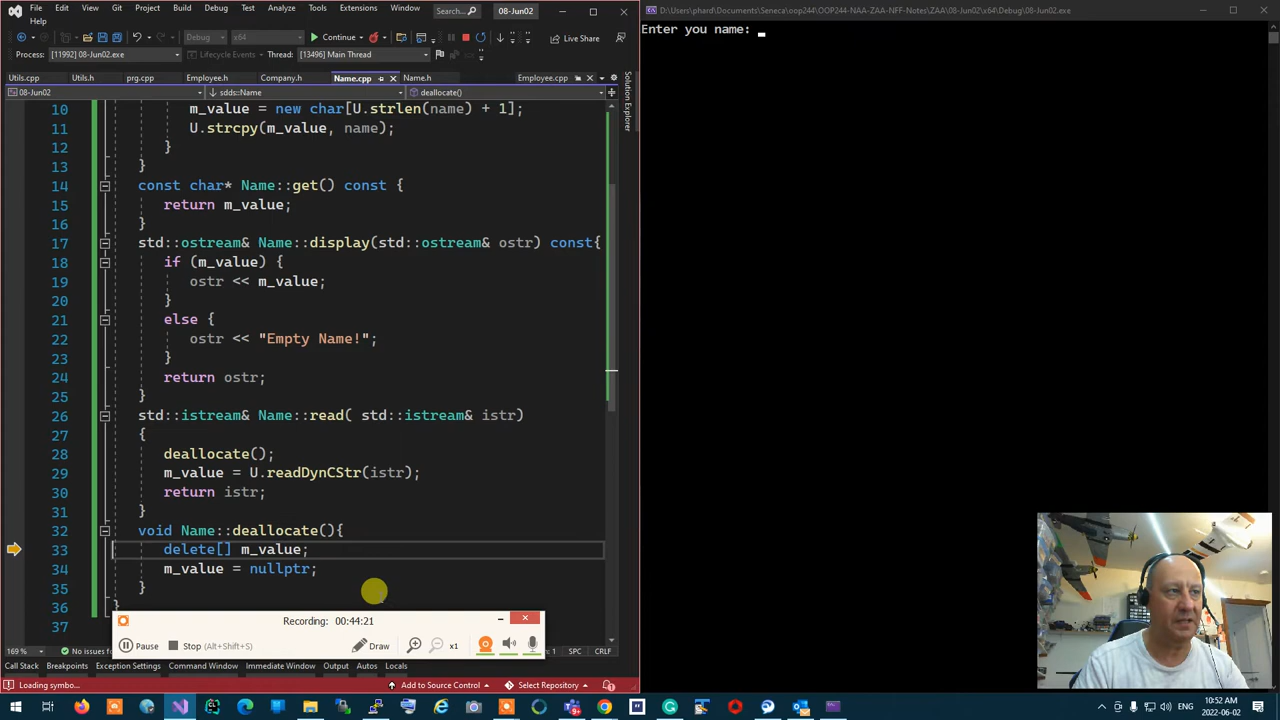 File Edit View Git Project Build Debug Test Analyze Tools Extensions Window Search... 08-Jun02
Help
Debug x64 Continue Live Share
Process: [11992] 08-Jun02.exe Lifecycle Events Thread: [13496] Main Thread
Utils.cpp Utils.h prg.cpp Employee.h Company.h Name.cpp Name.h Employee.cpp
08-Jun02 sdds::Name deallocate()
10 m_value = new char[U.strlen(name) + 1];
11 U.strcpy(m_value, name);
12 }
13 }
14 const char* Name::get() const {
15 return m_value;
16 }
17 std::ostream& Name::display(std::ostream& ostr) const{
18 if (m_value) {
19 ostr << m_value;
20 }
21 else {
22 ostr << "Empty Name!";
23 }
24 return ostr;
25 }
26 std::istream& Name::read( std::istream& istr)
27 {
28 deallocate();
29 m_value = U.readDynCStr(istr);
30 return istr;
31 }
32 void Name::deallocate(){
33 delete[] m_value;
34 m_value = nullptr;
35 }
36 }
37
Recording: 00:44:21
Pause Stop (Alt+Shift+S) Draw x1
169 % No issues f SPC CRLF
Call Stack Breakpoints Exception Settings Command Window Immediate Window Output Autos Locals
Loading symbo... Add to Source Control Select Repository
Solution Explorer
D:\Users\phard\Documents\Seneca\oop244\OOP244-NAA-ZAA-NFF-Notes\ZAA\08-Jun02\x64\Debug\08-Jun02.exe
Enter you name:
10:52 AM
2022-06-02